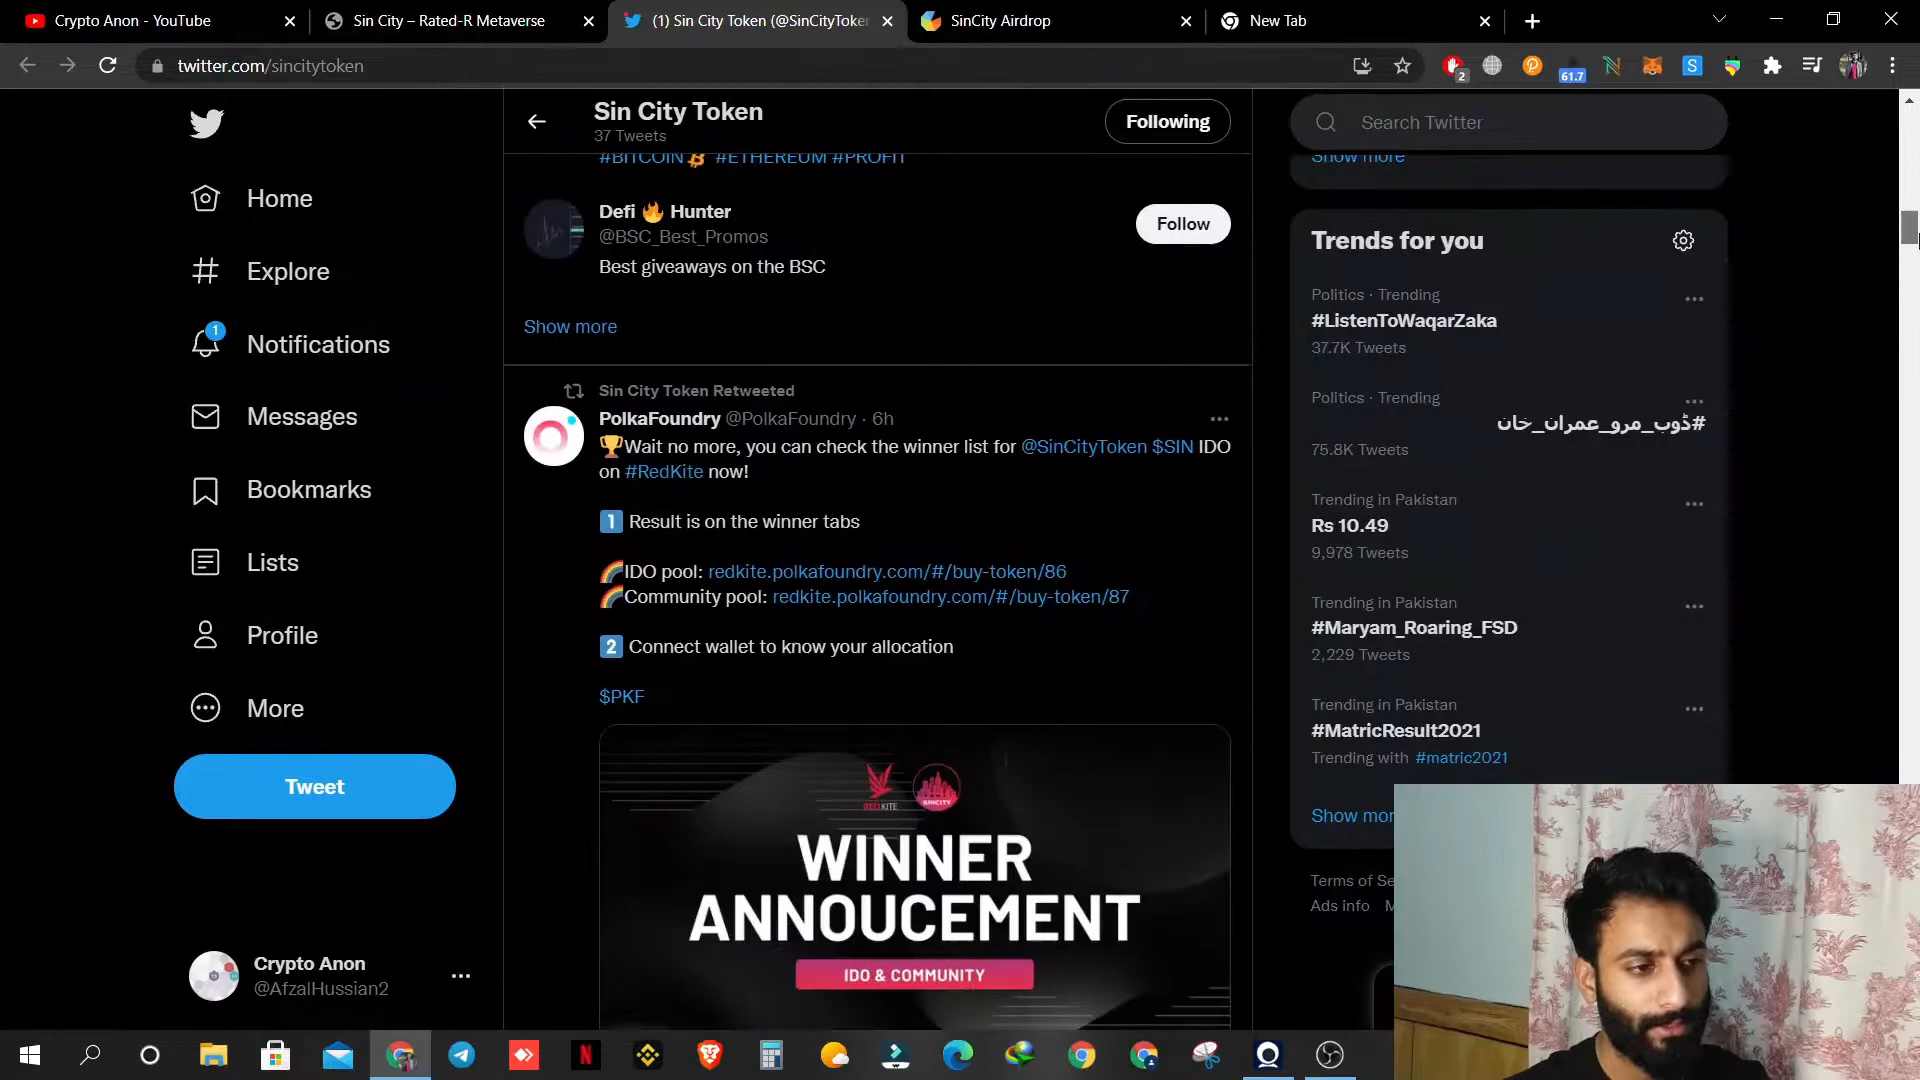 Crypto Anon - YouTube
Sin City – Rated-R Metaverse
(1) Sin City Token (@SinCityToke
SinCity Airdrop
New Tab
twitter.com/sincitytoken
2
61.7
Sin City Token
37 Tweets
Following
Search Twitter
#BITCOIN #ETHEREUM #PROFIT
Show more
Home
Explore
1
Notifications
Messages
Bookmarks
Lists
Profile
More
Tweet
Crypto Anon
@AfzalHussian2
Defi 🔥 Hunter
@BSC_Best_Promos
Follow
Best giveaways on the BSC
Show more
Sin City Token Retweeted
PolkaFoundry @PolkaFoundry · 6h
🏆Wait no more, you can check the winner list for @SinCityToken $SIN IDO
on #RedKite now!
1️⃣ Result is on the winner tabs
🌈IDO pool: redkite.polkafoundry.com/#/buy-token/86
🌈Community pool: redkite.polkafoundry.com/#/buy-token/87
2️⃣ Connect wallet to know your allocation
$PKF
RED KITE
SINCITY
WINNER
ANNOUCEMENT
IDO & COMMUNITY
Trends for you
Politics · Trending
#ListenToWaqarZaka
37.7K Tweets
Politics · Trending
#ڈوب_مرو_عمران_خان
75.8K Tweets
Trending in Pakistan
Rs 10.49
9,978 Tweets
Trending in Pakistan
#Maryam_Roaring_FSD
2,229 Tweets
Trending in Pakistan
#MatricResult2021
Trending with #matric2021
Show mor
Terms of Se
Ads info M